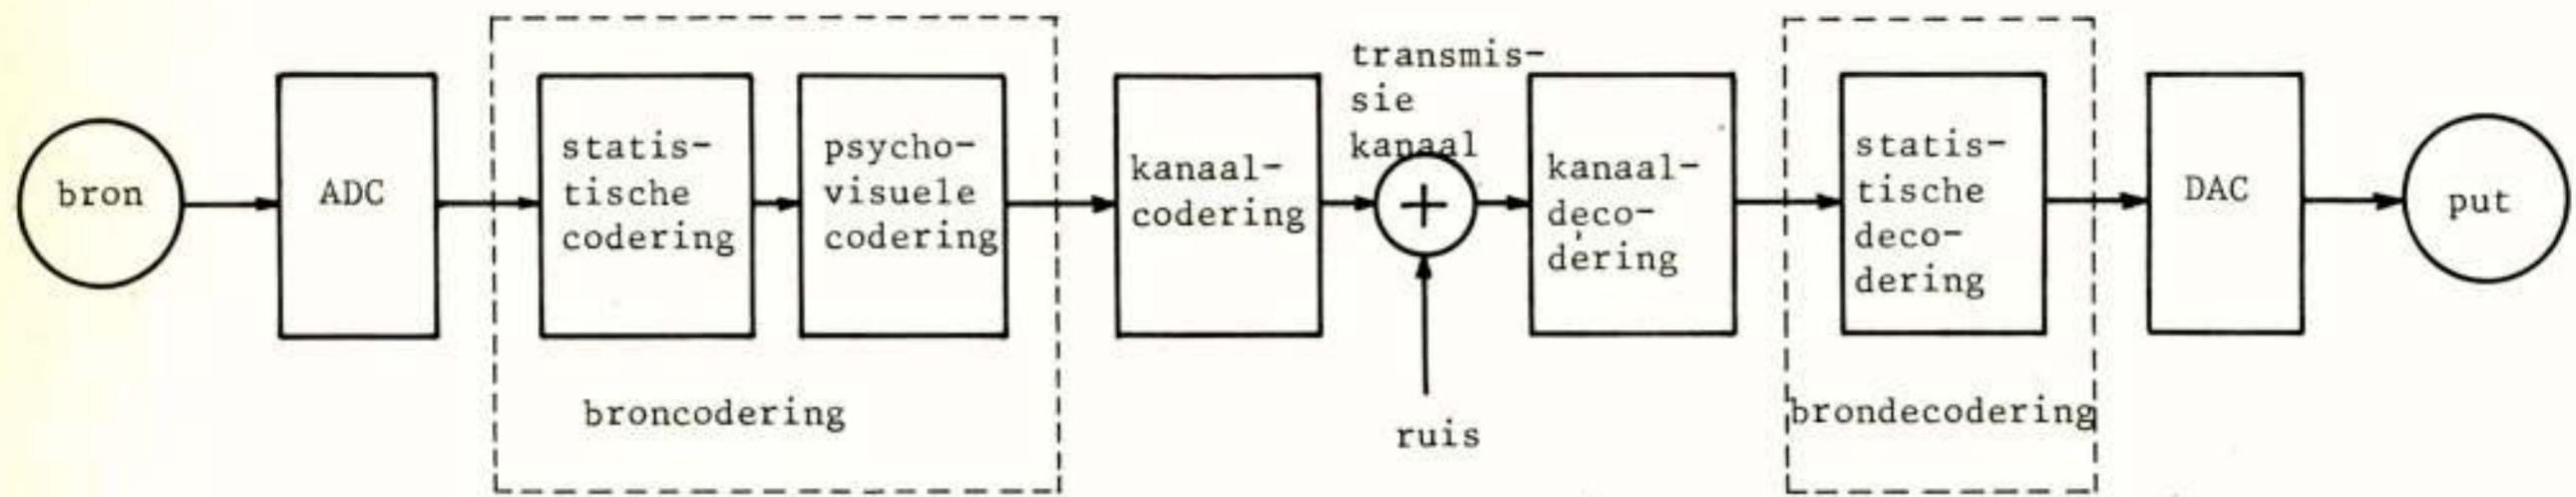 bron
ADC
statis-
tische
codering
psycho-
visuele
codering
broncodering
kanaal-
codering
transmis-
sie
kanaal
+
ruis
kanaal-
deco-
dering
statis-
tische
deco-
dering
brondecodering
DAC
put